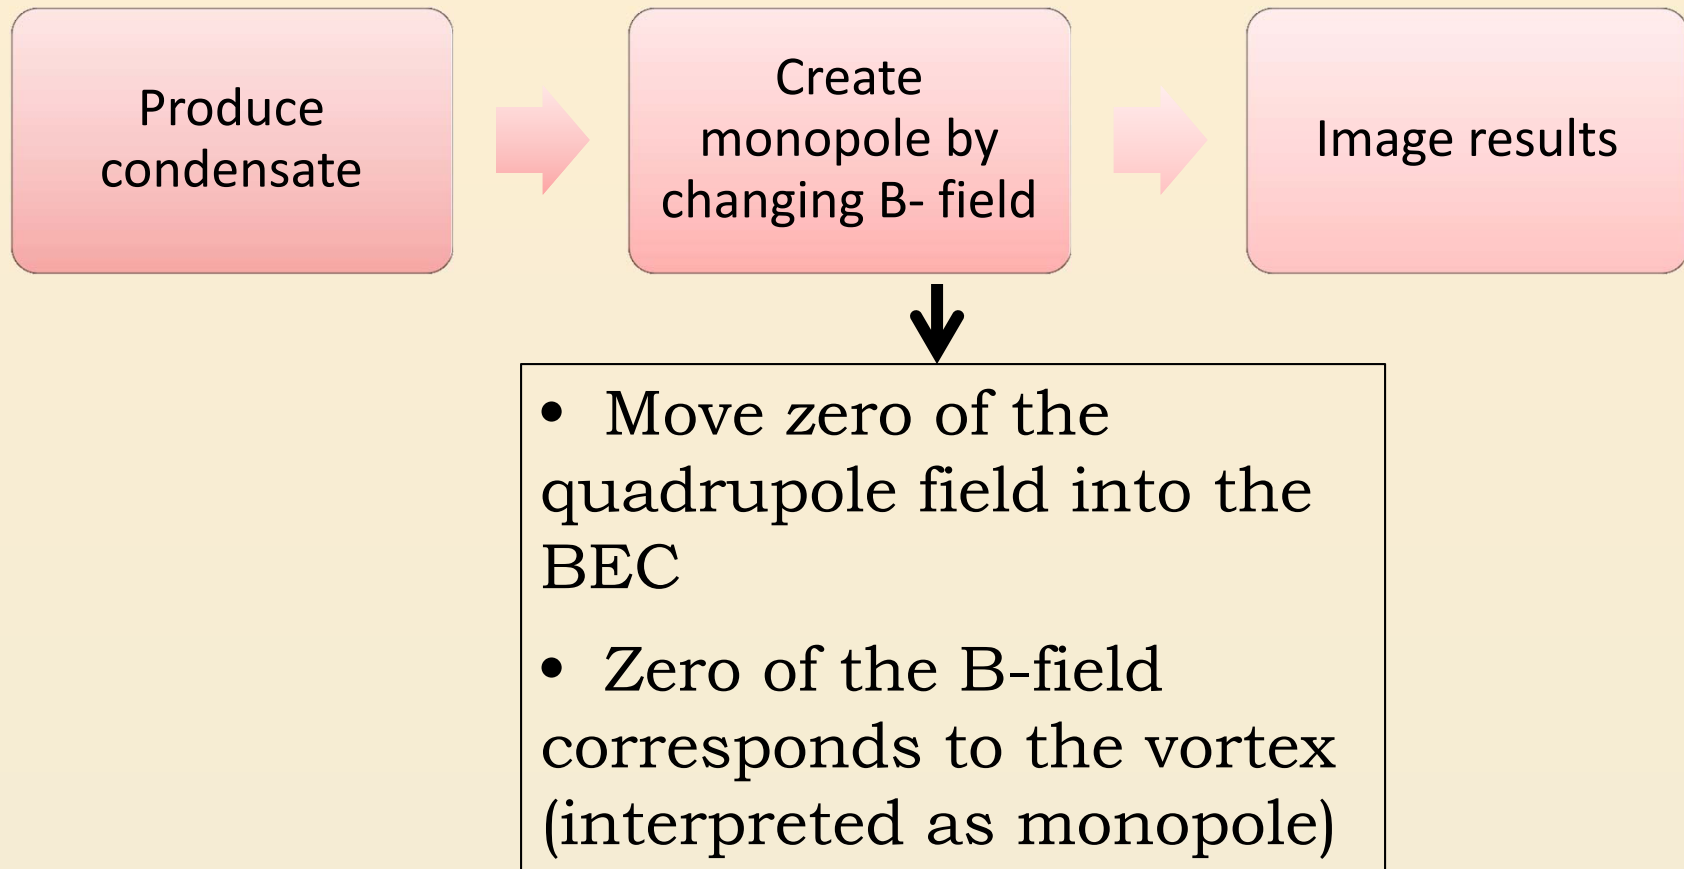 Produce
condensate
Create
monopole by
changing B- field
Image results
• Move zero of the
quadrupole field into the
BEC
• Zero of the B-field
corresponds to the vortex
(interpreted as monopole)